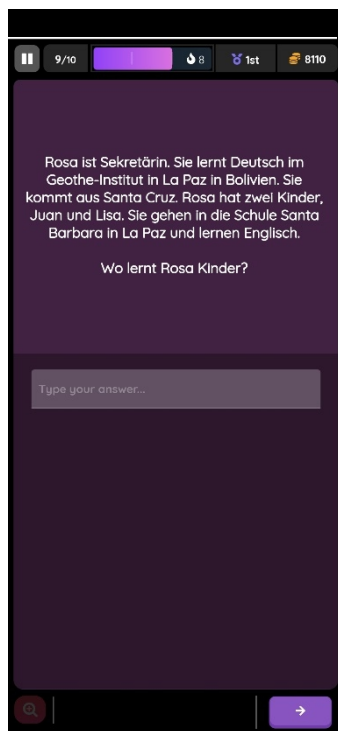 9/10
8
1st
8110
Rosa ist Sekretärin. Sie lernt Deutsch im
Geothe-Institut in La Paz in Bolivien. Sie
kommt aus Santa Cruz. Rosa hat zwei Kinder,
Juan und Lisa. Sie gehen in die Schule Santa
Barbara in La Paz und lernen Englisch.
Wo lernt Rosa Kinder?
Type your answer...